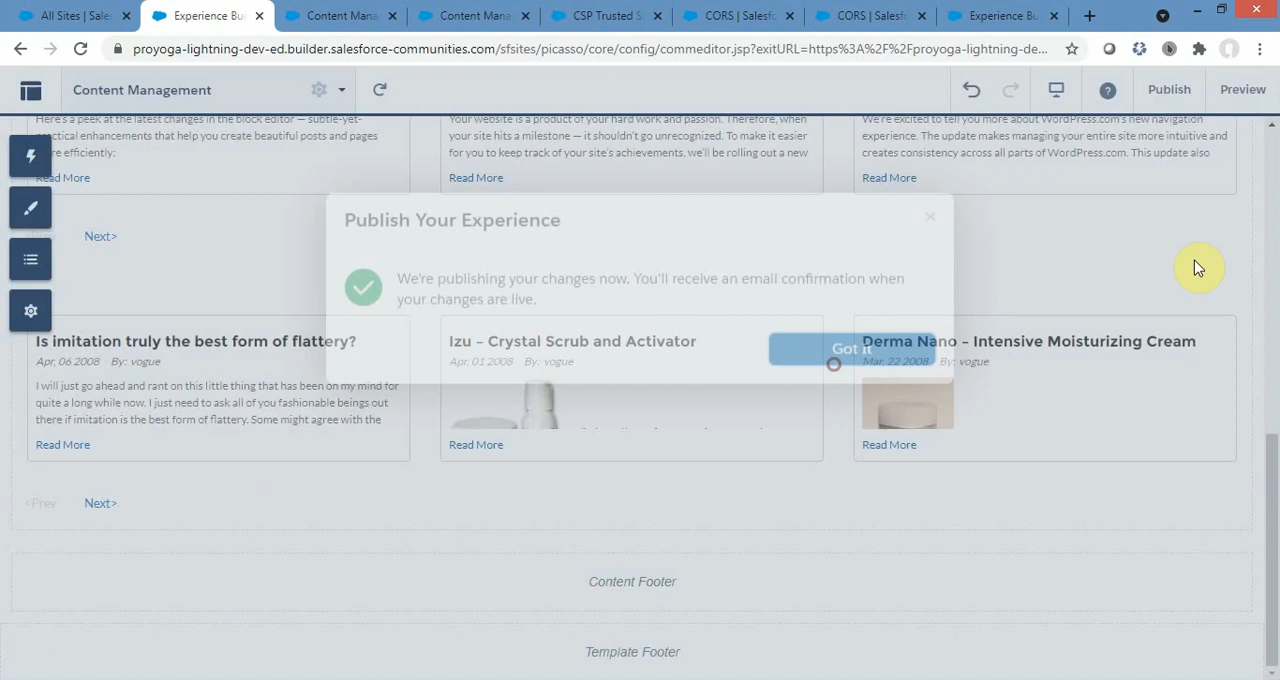 All Sites | Sales
Experience Bu
Content Mana
Content Mana
CSP Trusted S
CORS | Salesf
CORS | Salesf
Experience Bu
proyoga-lightning-dev-ed.builder.salesforce-communities.com/sfsites/picasso/core/config/commeditor.jsp?exitURL=https%3A%2F%2Fproyoga-lightning-de...
Content Management
Publish
Preview
Here's a peek at the latest changes in the block editor — subtle-yet-
practical enhancements that help you create beautiful posts and pages
more efficiently:
Read More
Your website is a product of your hard work and passion. Therefore, when
your site hits a milestone — it shouldn't go unrecognized. To make it easier
for you to keep track of your site's achievements, we'll be rolling out a new
Read More
We're excited to tell you more about WordPress.com's new navigation
experience. The update makes managing your entire site more intuitive and
creates consistency across all parts of WordPress.com. This update also
Read More
Next>
Publish Your Experience
We're publishing your changes now. You'll receive an email confirmation when
your changes are live.
Got It
Is imitation truly the best form of flattery?
Apr, 06 2008 By: vogue
I will just go ahead and rant on this little thing that has been on my mind for
quite a long while now. I just need to ask all of you fashionable beings out
there if imitation is the best form of flattery. Some might agree with the
Read More
Izu – Crystal Scrub and Activator
Apr, 01 2008 By: vogue
Read More
Derma Nano – Intensive Moisturizing Cream
Mar, 22 2008 By: vogue
Read More
<Prev
Next>
Content Footer
Template Footer